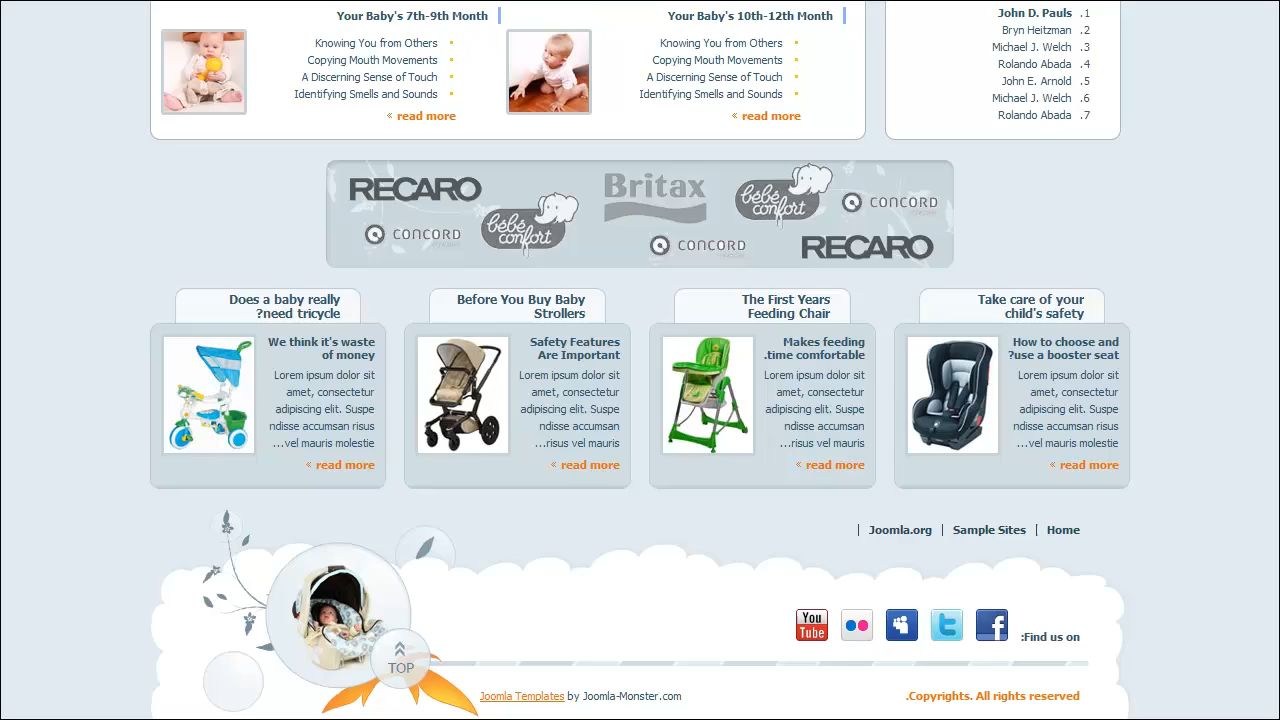 Your Baby's 7th-9th Month
Knowing You from Others
Copying Mouth Movements
A Discerning Sense of Touch
Identifying Smells and Sounds
« read more
Your Baby's 10th-12th Month
Knowing You from Others
Copying Mouth Movements
A Discerning Sense of Touch
Identifying Smells and Sounds
« read more
John D. Pauls .1
Bryn Heitzman .2
Michael J. Welch .3
Rolando Abada .4
John E. Arnold .5
Michael J. Welch .6
Rolando Abada .7
RECARO
CONCORD
bébé
confort
Britax
CONCORD
bébé
confort
CONCORD
RECARO
Does a baby really
?need tricycle
We think it's waste
of money
Lorem ipsum dolor sit
amet, consectetur
adipiscing elit. Suspe
ndisse accumsan risus
...vel mauris molestie
« read more
Before You Buy Baby
Strollers
Safety Features
Are Important
Lorem ipsum dolor sit
amet, consectetur
adipiscing elit. Suspe
ndisse accumsan
...risus vel mauris
« read more
The First Years
Feeding Chair
Makes feeding
.time comfortable
Lorem ipsum dolor sit
amet, consectetur
adipiscing elit. Suspe
ndisse accumsan
...risus vel mauris
« read more
Take care of your
child's safety
How to choose and
?use a booster seat
Lorem ipsum dolor sit
amet, consectetur
adipiscing elit. Suspe
ndisse accumsan risus
...vel mauris molestie
« read more
| Joomla.org | Sample Sites | Home
You
Tube
:Find us on
TOP
Joomla Templates by Joomla-Monster.com
.Copyrights. All rights reserved